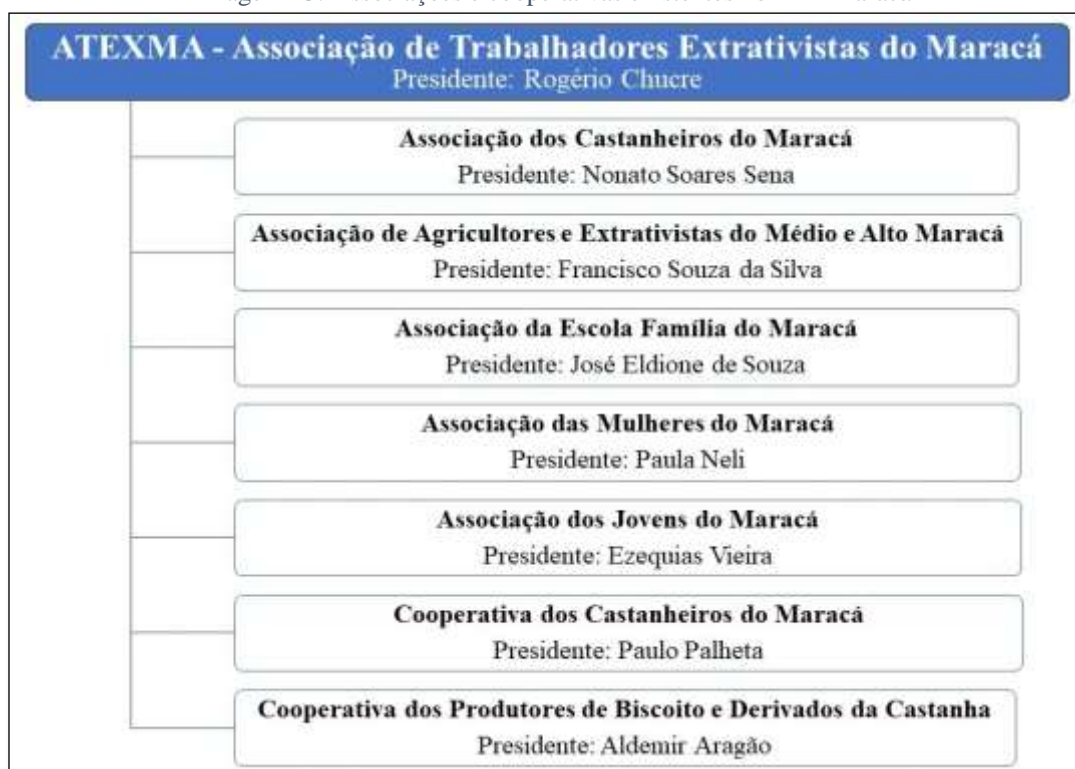 ATEXMA - Associação de Trabalhadores Extrativistas do Maracá
Presidente: Rogério Chucre
Associação dos Castanheiros do Maracá
Presidente: Nonato Soares Sena
Associação de Agricultores e Extrativistas do Médio e Alto Maracá
Presidente: Francisco Souza da Silva
Associação da Escola Família do Maracá
Presidente: José Eldione de Souza
Associação das Mulheres do Maracá
Presidente: Paula Neli
Associação dos Jovens do Maracá
Presidente: Ezequias Vieira
Cooperativa dos Castanheiros do Maracá
Presidente: Paulo Palheta
Cooperativa dos Produtores de Biscoito e Derivados da Castanha
Presidente: Aldemir Aragão